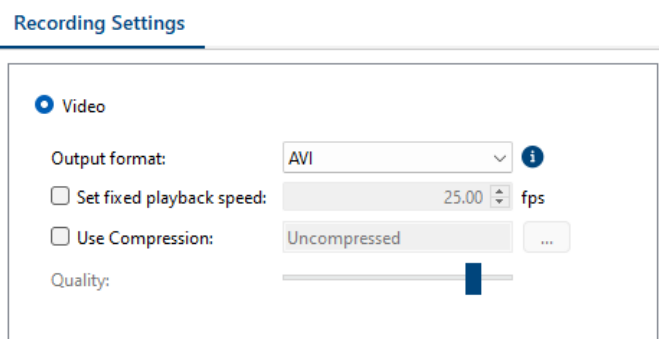 Recording Settings
Video
Output format: AVI i
Set fixed playback speed: 25.00 fps
Use Compression: Uncompressed ...
Quality: